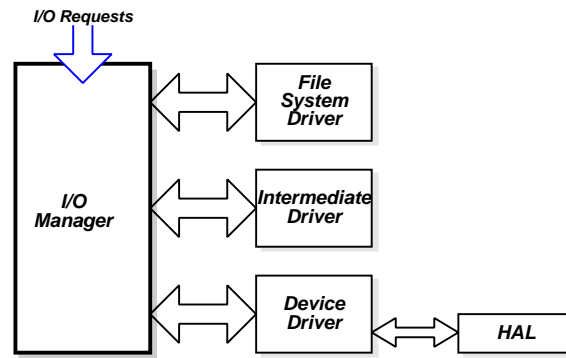 I/O Requests
File
System
Driver
I/O
Manager
Intermediate
Driver
Device
Driver
HAL